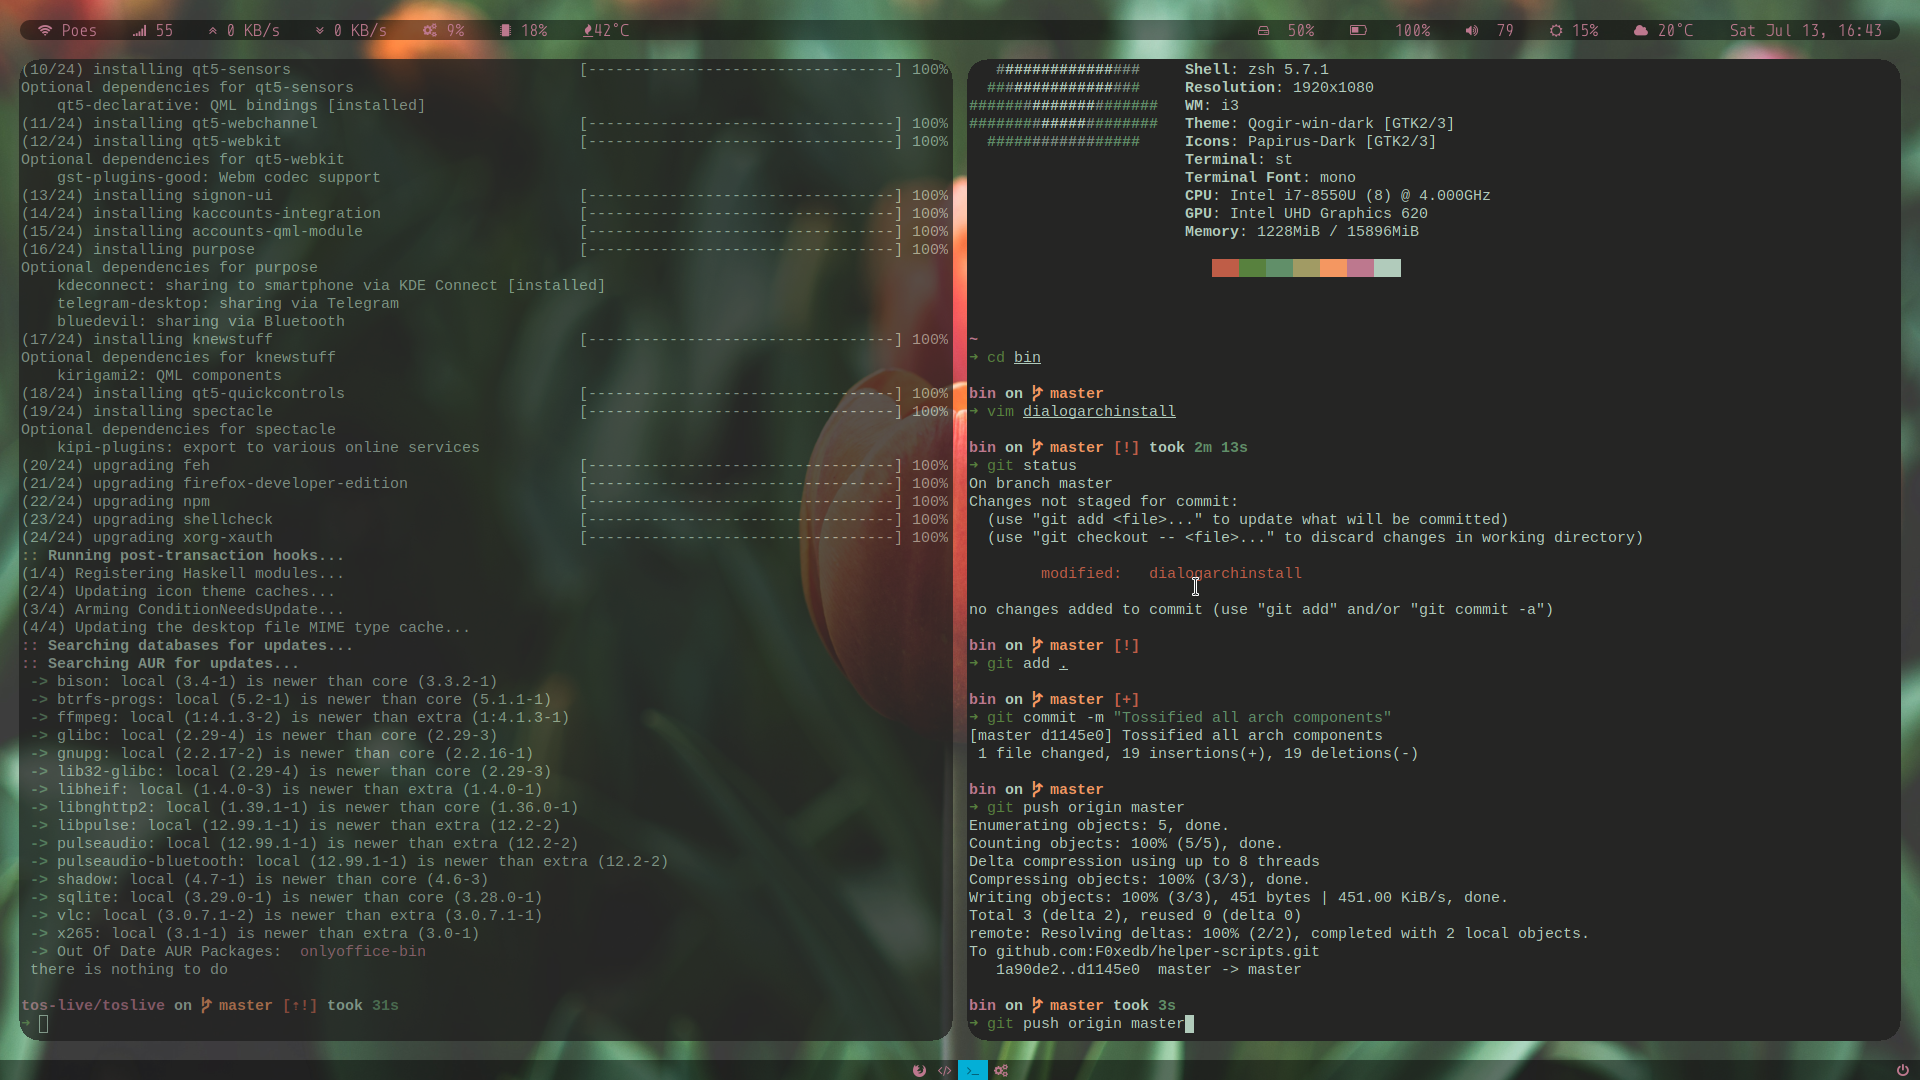 Poes 55 0 KB/s 0 KB/s 9% 18% 42°C 50% 100% 79 15% 20°C Sat Jul 13, 16:43
(10/24) installing qt5-sensors [----------------------------------] 100%
Optional dependencies for qt5-sensors
qt5-declarative: QML bindings [installed]
(11/24) installing qt5-webchannel [----------------------------------] 100%
(12/24) installing qt5-webkit [----------------------------------] 100%
Optional dependencies for qt5-webkit
gst-plugins-good: Webm codec support
(13/24) installing signon-ui [----------------------------------] 100%
(14/24) installing kaccounts-integration [----------------------------------] 100%
(15/24) installing accounts-qml-module [----------------------------------] 100%
(16/24) installing purpose [----------------------------------] 100%
Optional dependencies for purpose
kdeconnect: sharing to smartphone via KDE Connect [installed]
telegram-desktop: sharing via Telegram
bluedevil: sharing via Bluetooth
(17/24) installing knewstuff [----------------------------------] 100%
Optional dependencies for knewstuff
kirigami2: QML components
(18/24) installing qt5-quickcontrols [----------------------------------] 100%
(19/24) installing spectacle [----------------------------------] 100%
Optional dependencies for spectacle
kipi-plugins: export to various online services
(20/24) upgrading feh [----------------------------------] 100%
(21/24) upgrading firefox-developer-edition [----------------------------------] 100%
(22/24) upgrading npm [----------------------------------] 100%
(23/24) upgrading shellcheck [----------------------------------] 100%
(24/24) upgrading xorg-xauth [----------------------------------] 100%
:: Running post-transaction hooks...
(1/4) Registering Haskell modules...
(2/4) Updating icon theme caches...
(3/4) Arming ConditionNeedsUpdate...
(4/4) Updating the desktop file MIME type cache...
:: Searching databases for updates...
:: Searching AUR for updates...
-> bison: local (3.4-1) is newer than core (3.3.2-1)
-> btrfs-progs: local (5.2-1) is newer than core (5.1.1-1)
-> ffmpeg: local (1:4.1.3-2) is newer than extra (1:4.1.3-1)
-> glibc: local (2.29-4) is newer than core (2.29-3)
-> gnupg: local (2.2.17-2) is newer than core (2.2.16-1)
-> lib32-glibc: local (2.29-4) is newer than core (2.29-3)
-> libheif: local (1.4.0-3) is newer than extra (1.4.0-1)
-> libnghttp2: local (1.39.1-1) is newer than core (1.36.0-1)
-> libpulse: local (12.99.1-1) is newer than extra (12.2-2)
-> pulseaudio: local (12.99.1-1) is newer than extra (12.2-2)
-> pulseaudio-bluetooth: local (12.99.1-1) is newer than extra (12.2-2)
-> shadow: local (4.7-1) is newer than core (4.6-3)
-> sqlite: local (3.29.0-1) is newer than core (3.28.0-1)
-> vlc: local (3.0.7.1-2) is newer than extra (3.0.7.1-1)
-> x265: local (3.1-1) is newer than extra (3.0-1)
-> Out Of Date AUR Packages: onlyoffice-bin
there is nothing to do
tos-live/toslive on master [⇡!] took 31s
➜
################ Shell: zsh 5.7.1
################# Resolution: 1920x1080
##################### WM: i3
##################### Theme: Qogir-win-dark [GTK2/3]
################# Icons: Papirus-Dark [GTK2/3]
Terminal: st
Terminal Font: mono
CPU: Intel i7-8550U (8) @ 4.000GHz
GPU: Intel UHD Graphics 620
Memory: 1228MiB / 15896MiB
~
➜ cd bin
bin on master
➜ vim dialogarchinstall
bin on master [!] took 2m 13s
➜ git status
On branch master
Changes not staged for commit:
(use "git add <file>..." to update what will be committed)
(use "git checkout -- <file>..." to discard changes in working directory)
modified: dialogarchinstall
no changes added to commit (use "git add" and/or "git commit -a")
bin on master [!]
➜ git add .
bin on master [+]
➜ git commit -m "Tossified all arch components"
[master d1145e0] Tossified all arch components
1 file changed, 19 insertions(+), 19 deletions(-)
bin on master
➜ git push origin master
Enumerating objects: 5, done.
Counting objects: 100% (5/5), done.
Delta compression using up to 8 threads
Compressing objects: 100% (3/3), done.
Writing objects: 100% (3/3), 451 bytes | 451.00 KiB/s, done.
Total 3 (delta 2), reused 0 (delta 0)
remote: Resolving deltas: 100% (2/2), completed with 2 local objects.
To github.com:F0xedb/helper-scripts.git
1a90de2..d1145e0 master -> master
bin on master took 3s
➜ git push origin master